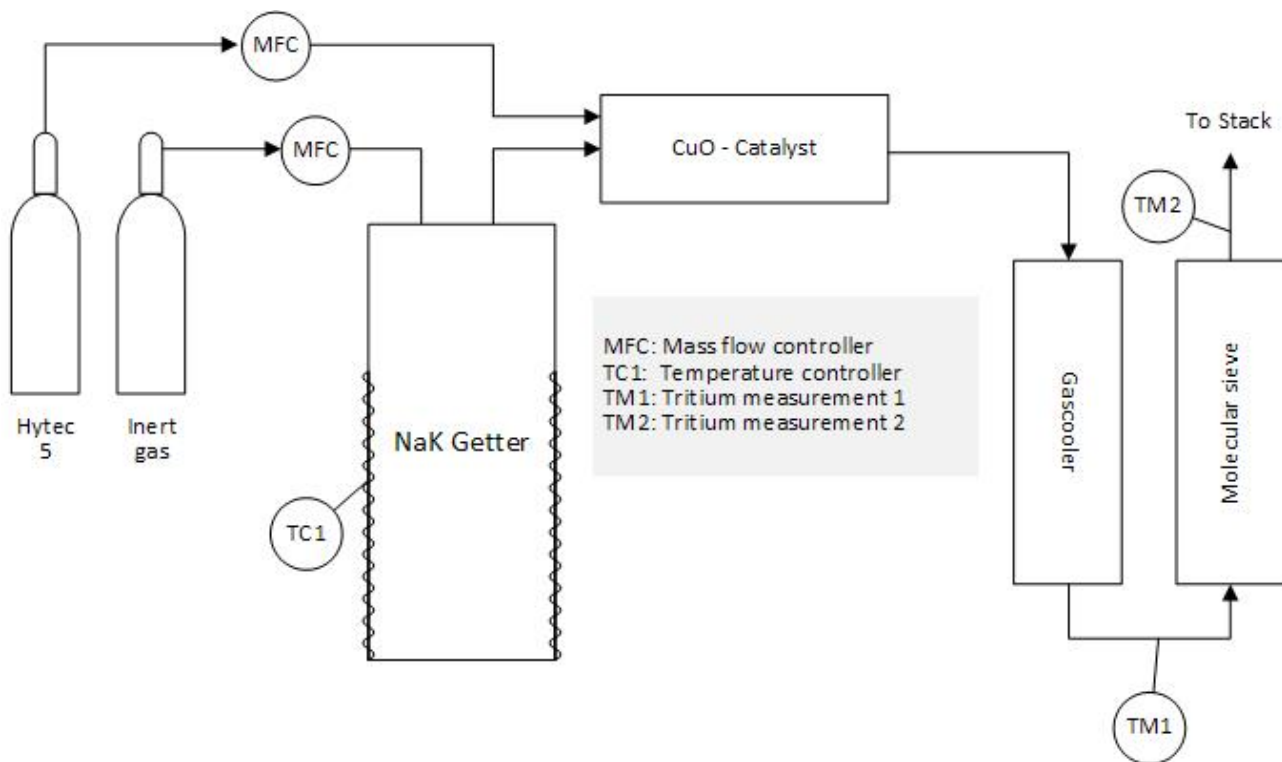 MFC
MFC
CuO - Catalyst
To Stack
TM2
Hytec
5
Inert
gas
NaK Getter
TC1
MFC: Mass flow controller
TC1:  Temperature controller
TM1: Tritium measurement 1
TM2: Tritium measurement 2
Gascooler
Molecular sieve
TM1